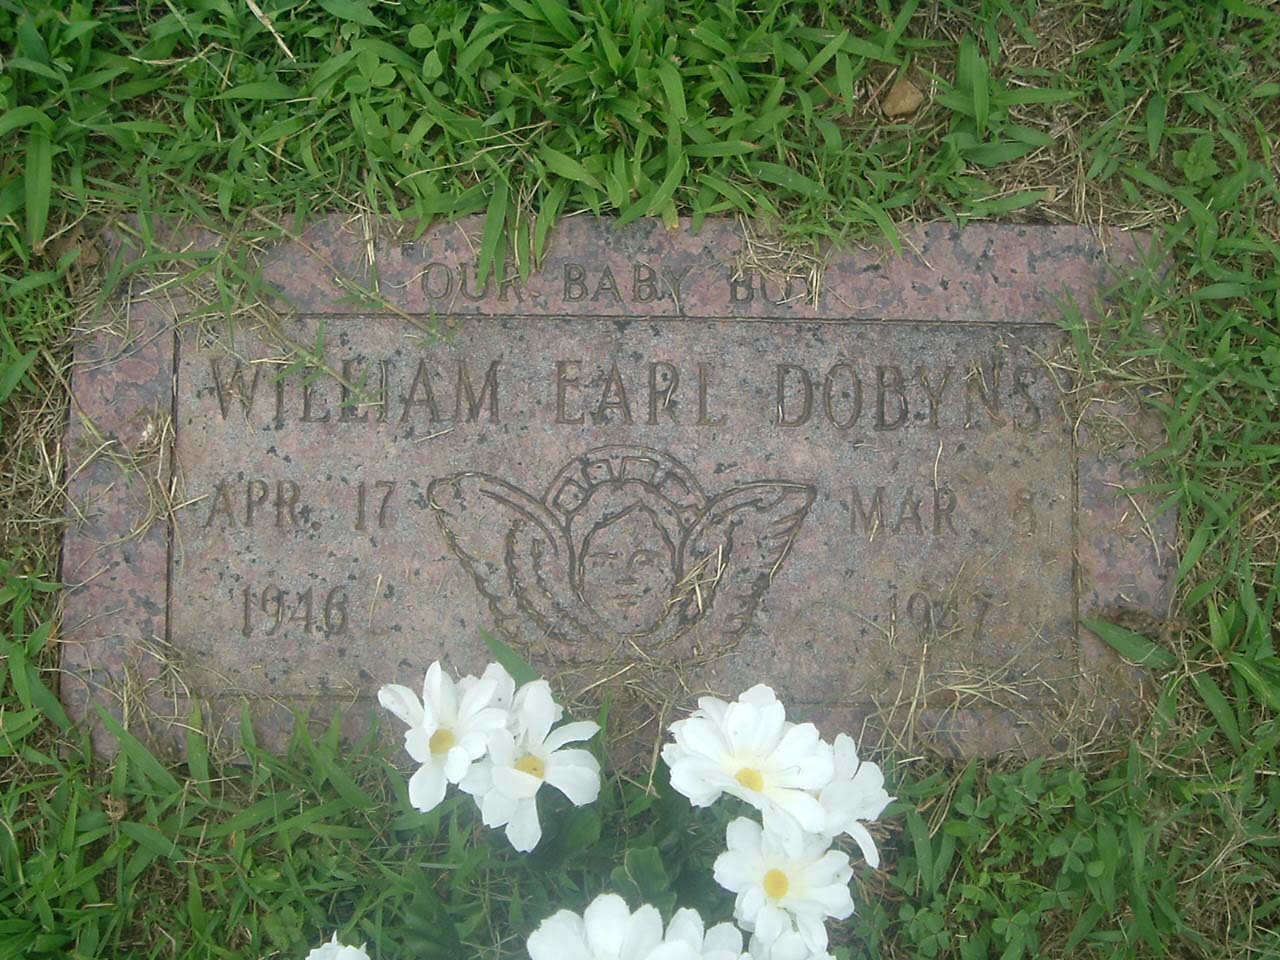 OUR BABY BOY
WILLIAM EARL DOBYNS
APR. 17 MAR 8
1946 1947